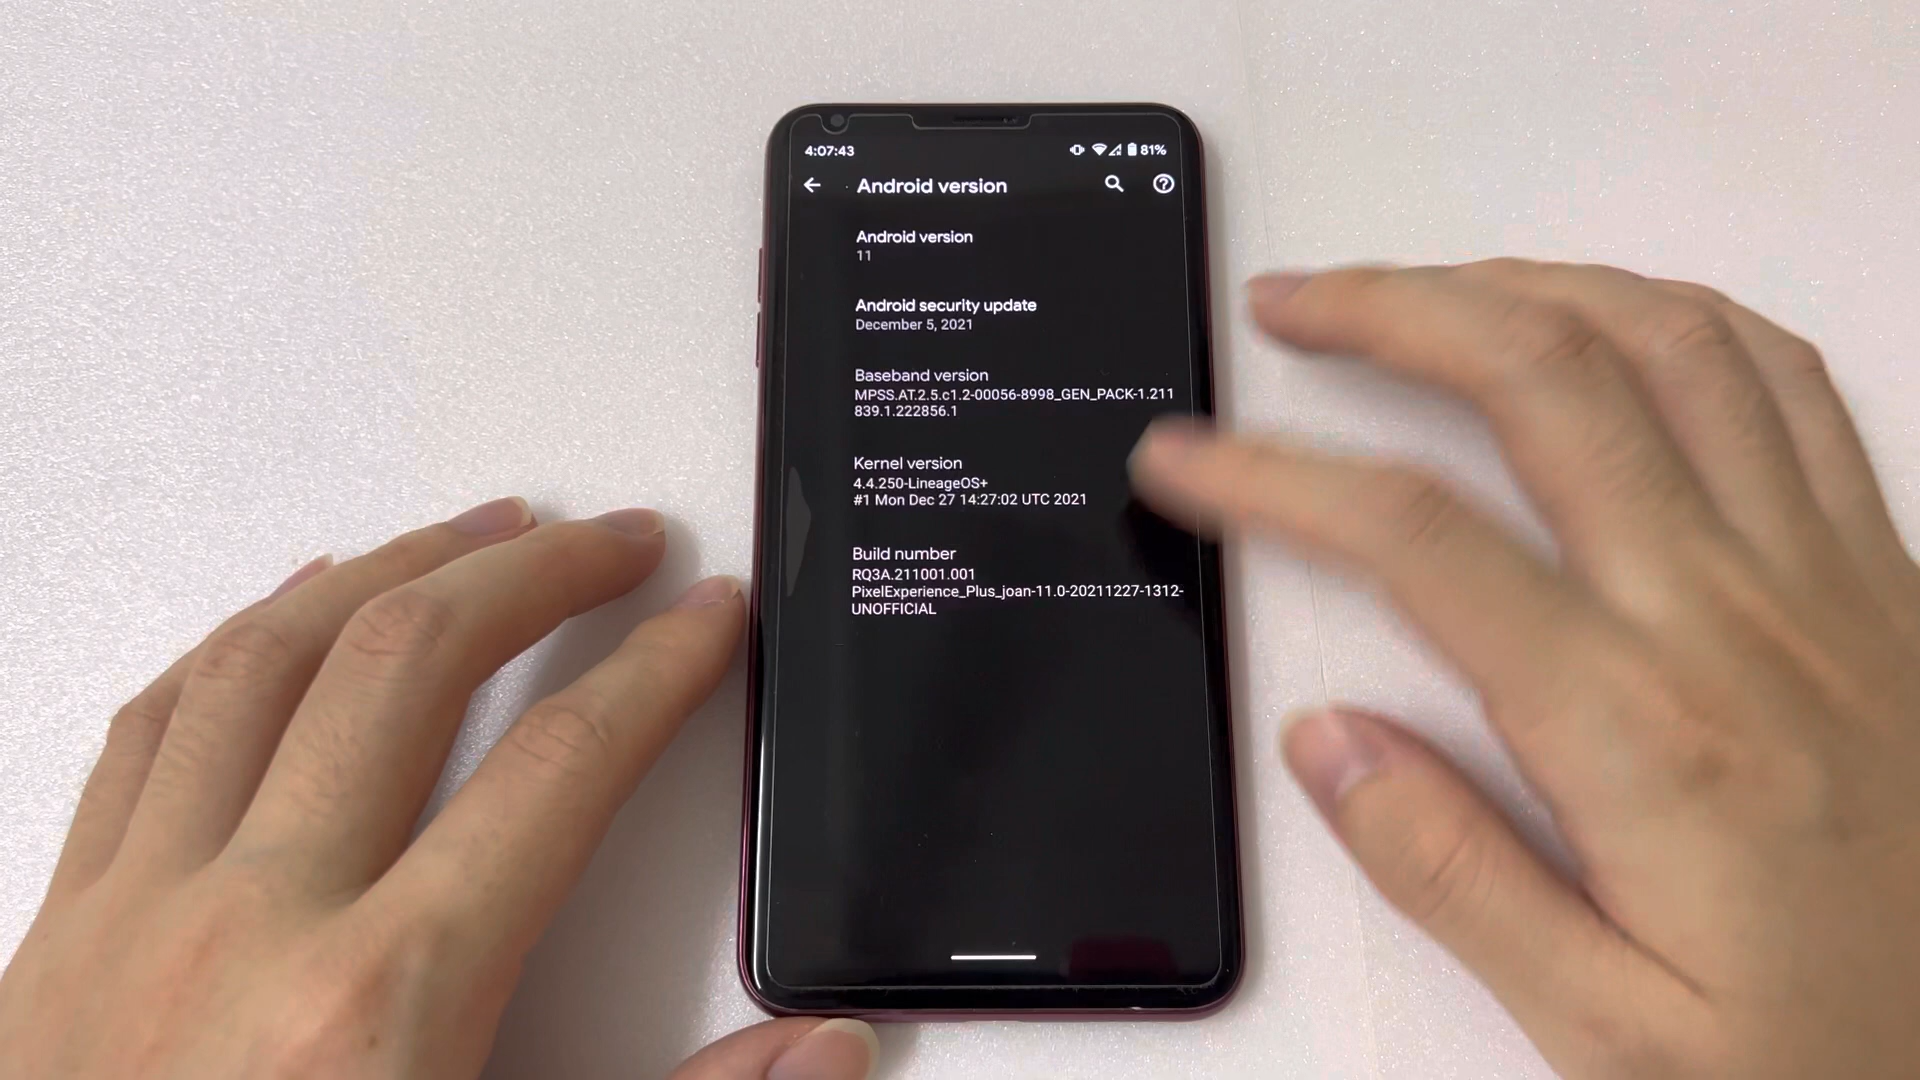 4:07:43
81%
Android version
Android version
11
Android security update
December 5, 2021
Baseband version
MPSS.AT.2.5.c1.2-00056-8998_GEN_PACK-1.211
839.1.222856.1
Kernel version
4.4.250-LineageOS+
#1 Mon Dec 27 14:27:02 UTC 2021
Build number
RQ3A.211001.001
PixelExperience_Plus_joan-11.0-20211227-1312-
UNOFFICIAL